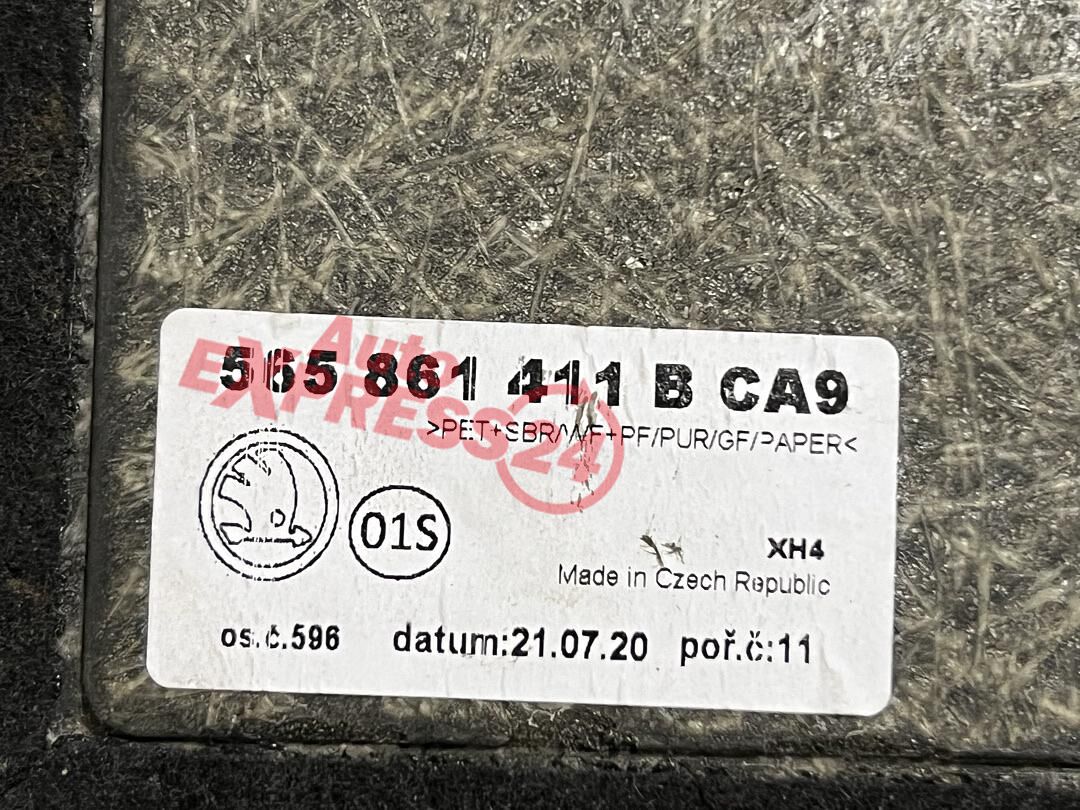 565 861 411 B CA9
Auto
EXPRESS24
>PET+SBR/WF+PF/PUR/GF/PAPER<
01S
XH4
Made in Czech Republic
os.č.596 datum:21.07.20 poř.č:11